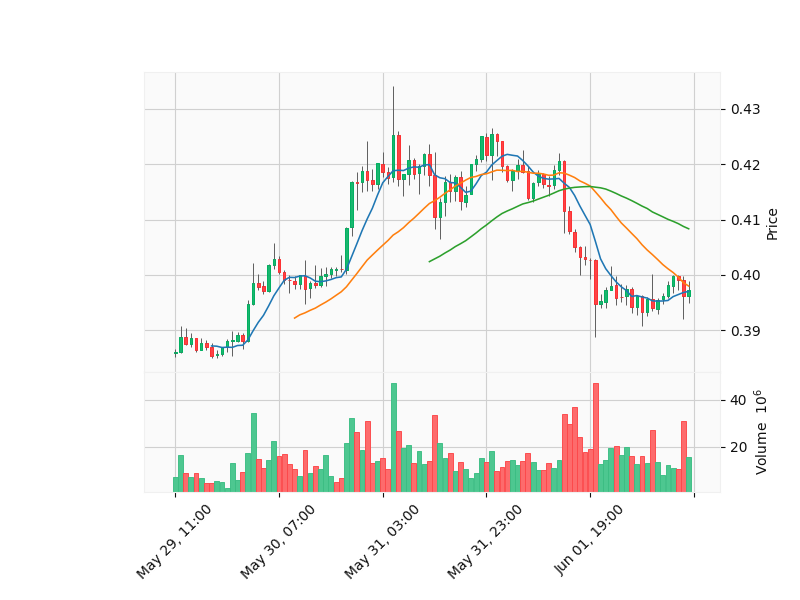 0.43
0.42
0.41
0.40
0.39
Price
40
20
Volume 10^6
May 29, 11:00
May 30, 07:00
May 31, 03:00
May 31, 23:00
Jun 01, 19:00